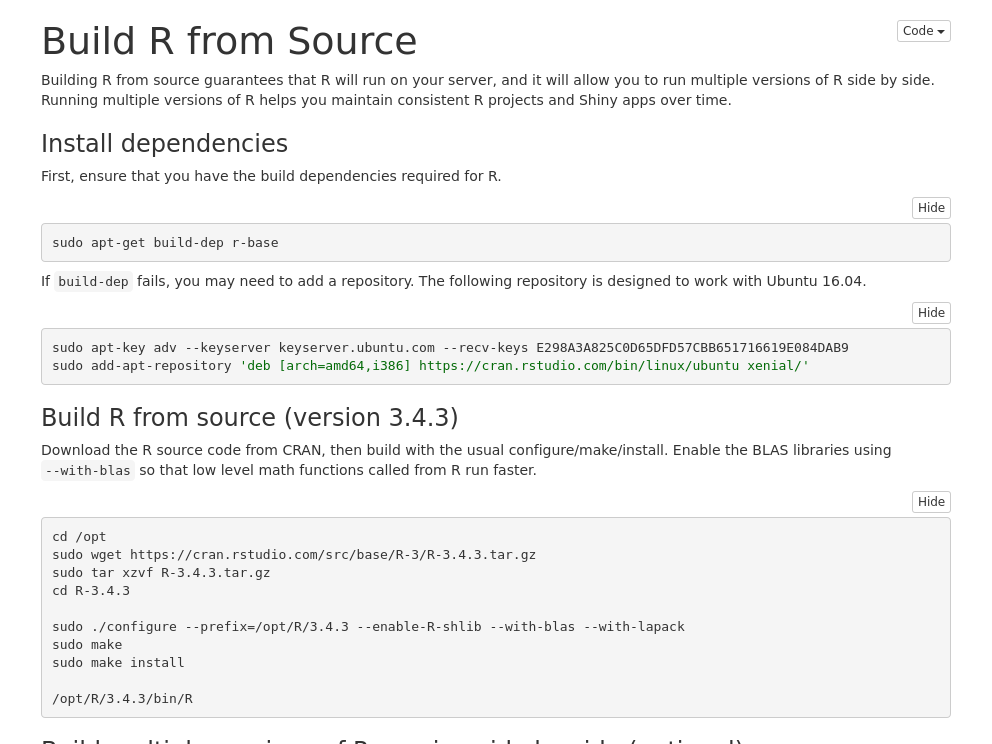 Build R from Source
Code
Building R from source guarantees that R will run on your server, and it will allow you to run multiple versions of R side by side.
Running multiple versions of R helps you maintain consistent R projects and Shiny apps over time.
Install dependencies
First, ensure that you have the build dependencies required for R.
Hide
sudo apt-get build-dep r-base
If build-dep fails, you may need to add a repository. The following repository is designed to work with Ubuntu 16.04.
Hide
sudo apt-key adv --keyserver keyserver.ubuntu.com --recv-keys E298A3A825C0D65DFD57CBB651716619E084DAB9
sudo add-apt-repository 'deb [arch=amd64,i386] https://cran.rstudio.com/bin/linux/ubuntu xenial/'
Build R from source (version 3.4.3)
Download the R source code from CRAN, then build with the usual configure/make/install. Enable the BLAS libraries using
--with-blas so that low level math functions called from R run faster.
Hide
cd /opt
sudo wget https://cran.rstudio.com/src/base/R-3/R-3.4.3.tar.gz
sudo tar xzvf R-3.4.3.tar.gz
cd R-3.4.3
sudo ./configure --prefix=/opt/R/3.4.3 --enable-R-shlib --with-blas --with-lapack
sudo make
sudo make install
/opt/R/3.4.3/bin/R